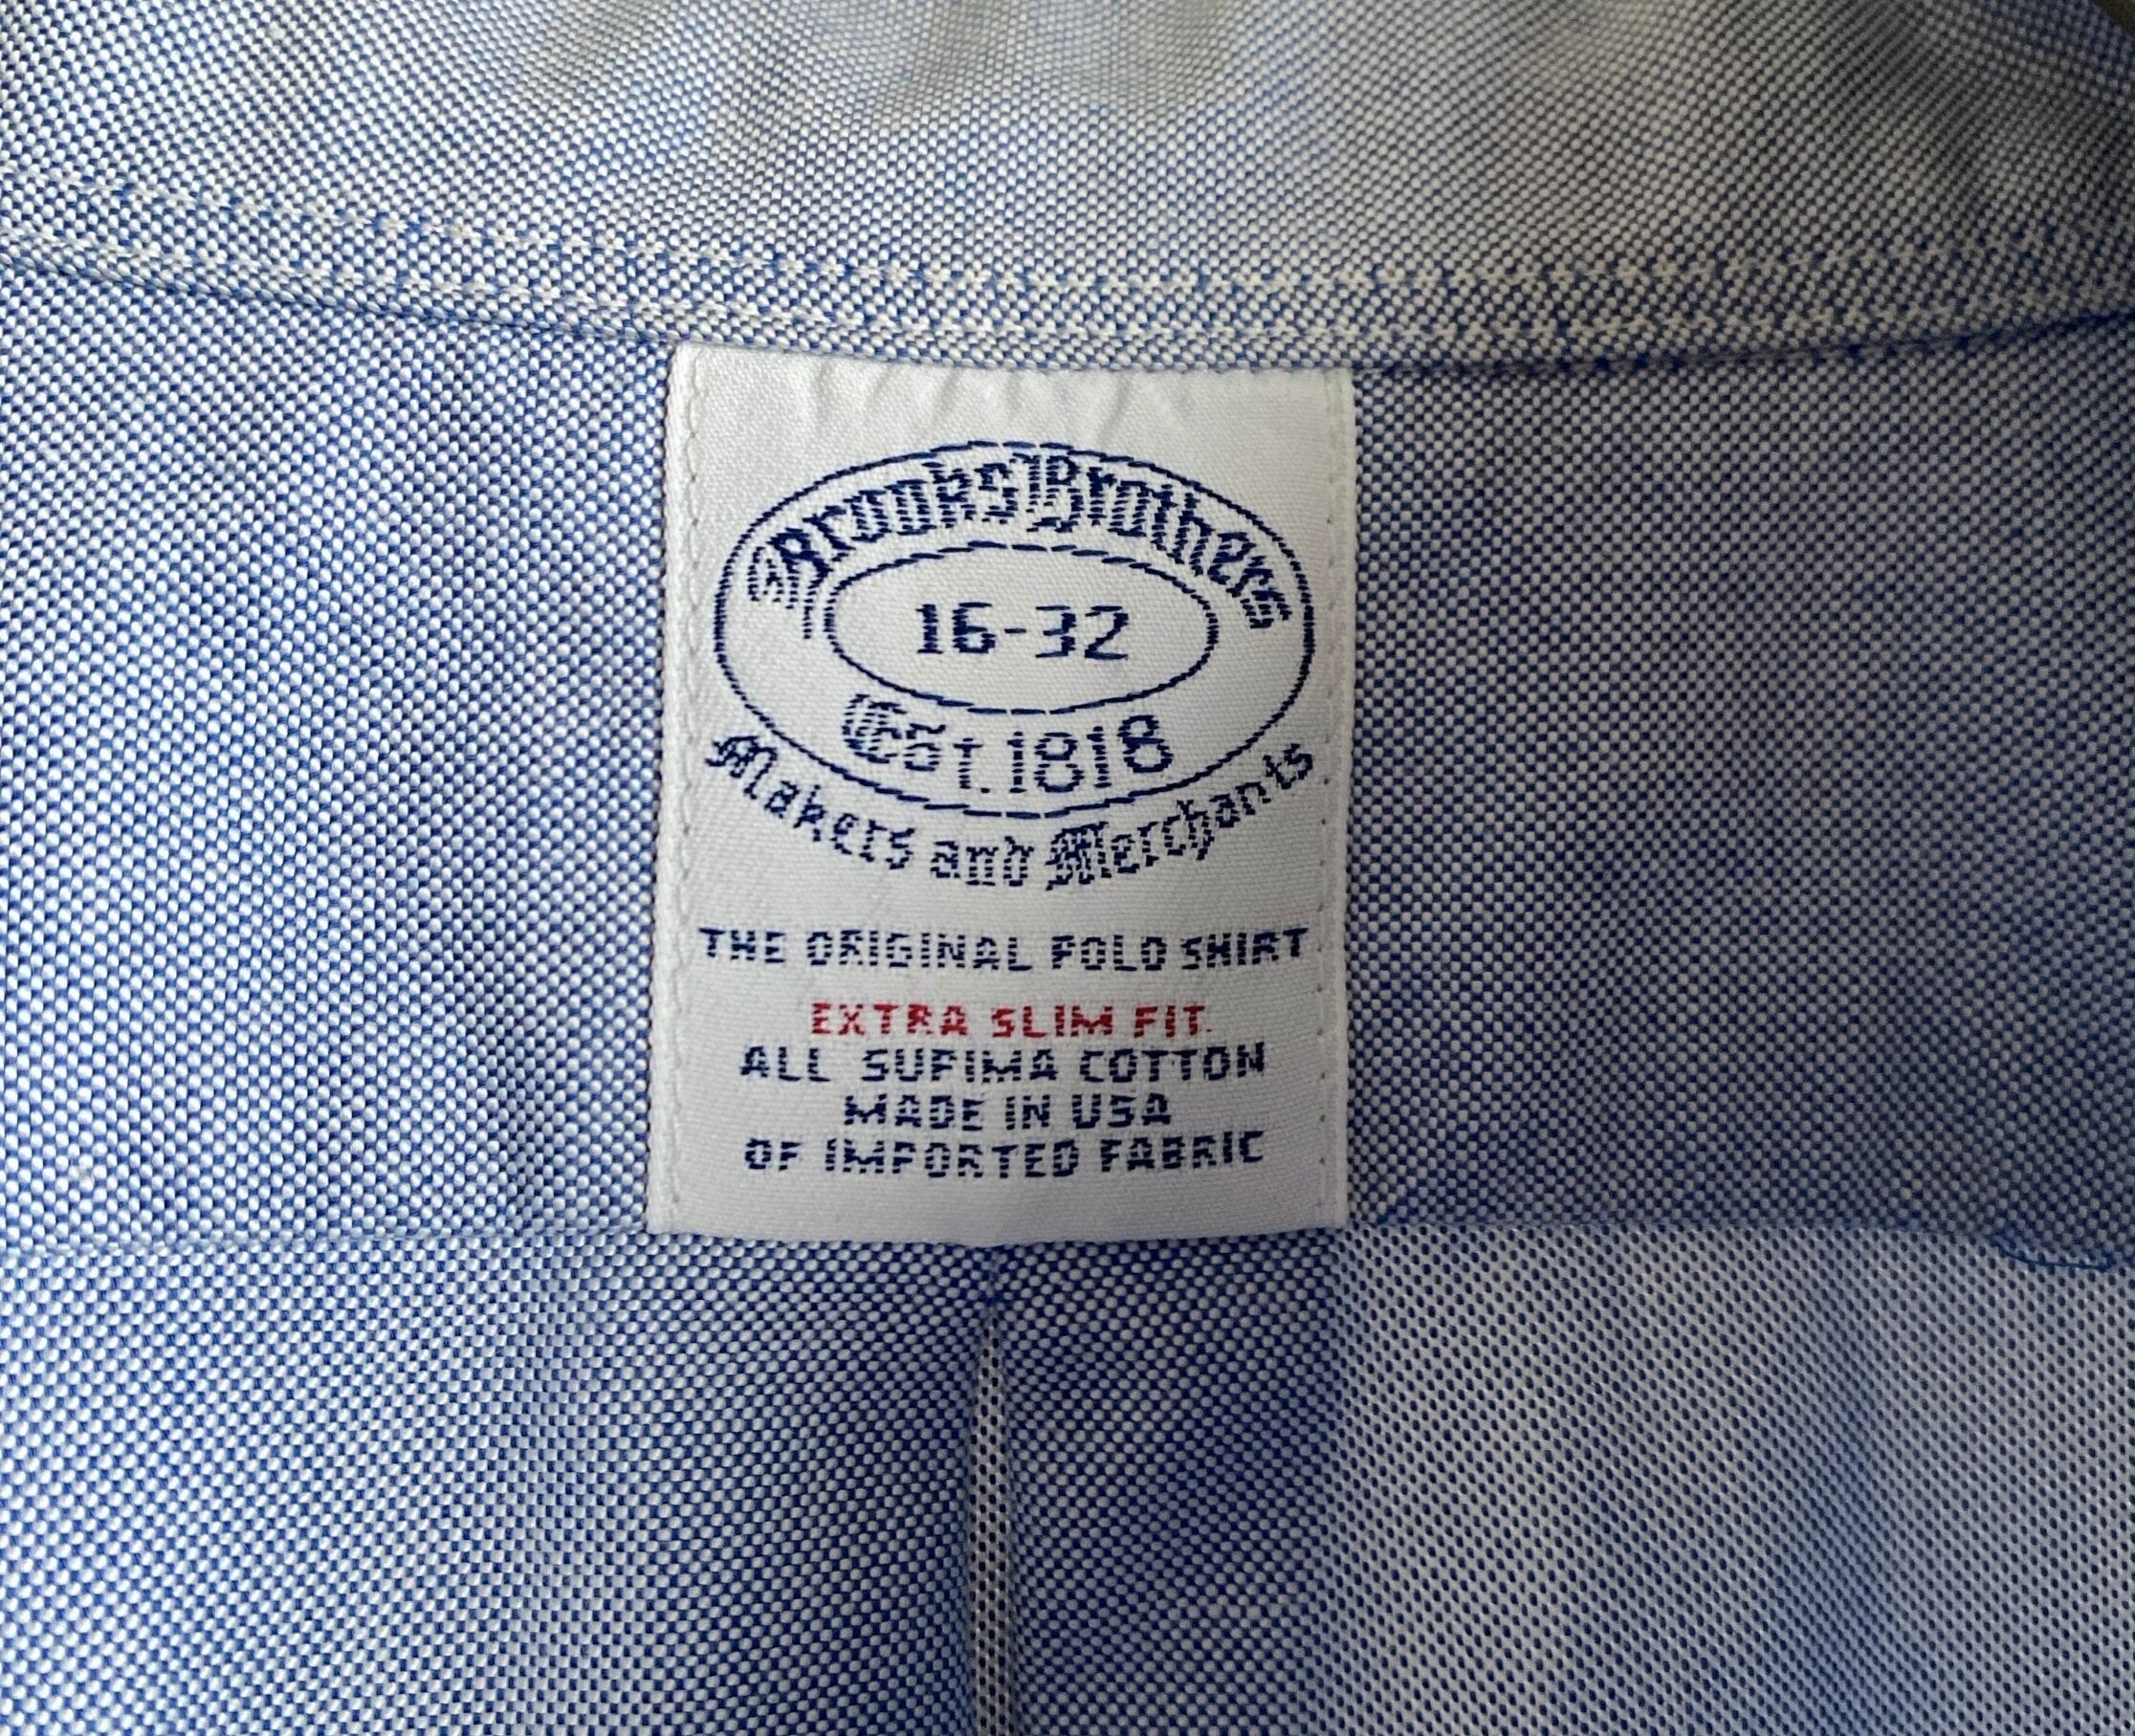 Brooks Brothers
16-32
Est. 1818
Makers and Merchants
THE ORIGINAL POLO SHIRT
EXTRA SLIM FIT.
ALL SUPIMA COTTON
MADE IN USA
OF IMPORTED FABRIC